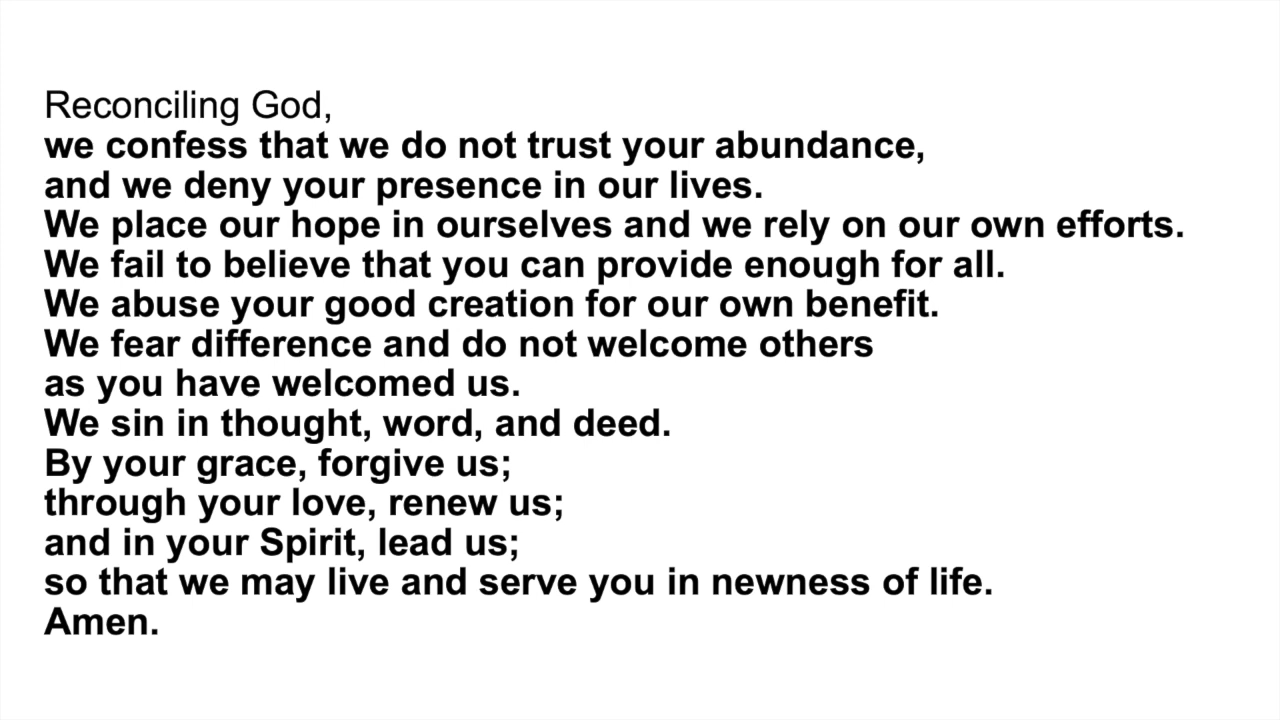 Reconciling God,
we confess that we do not trust your abundance,
and we deny your presence in our lives.
We place our hope in ourselves and we rely on our own efforts.
We fail to believe that you can provide enough for all.
We abuse your good creation for our own benefit.
We fear difference and do not welcome others
as you have welcomed us.
We sin in thought, word, and deed.
By your grace, forgive us;
through your love, renew us;
and in your Spirit, lead us;
so that we may live and serve you in newness of life.
Amen.